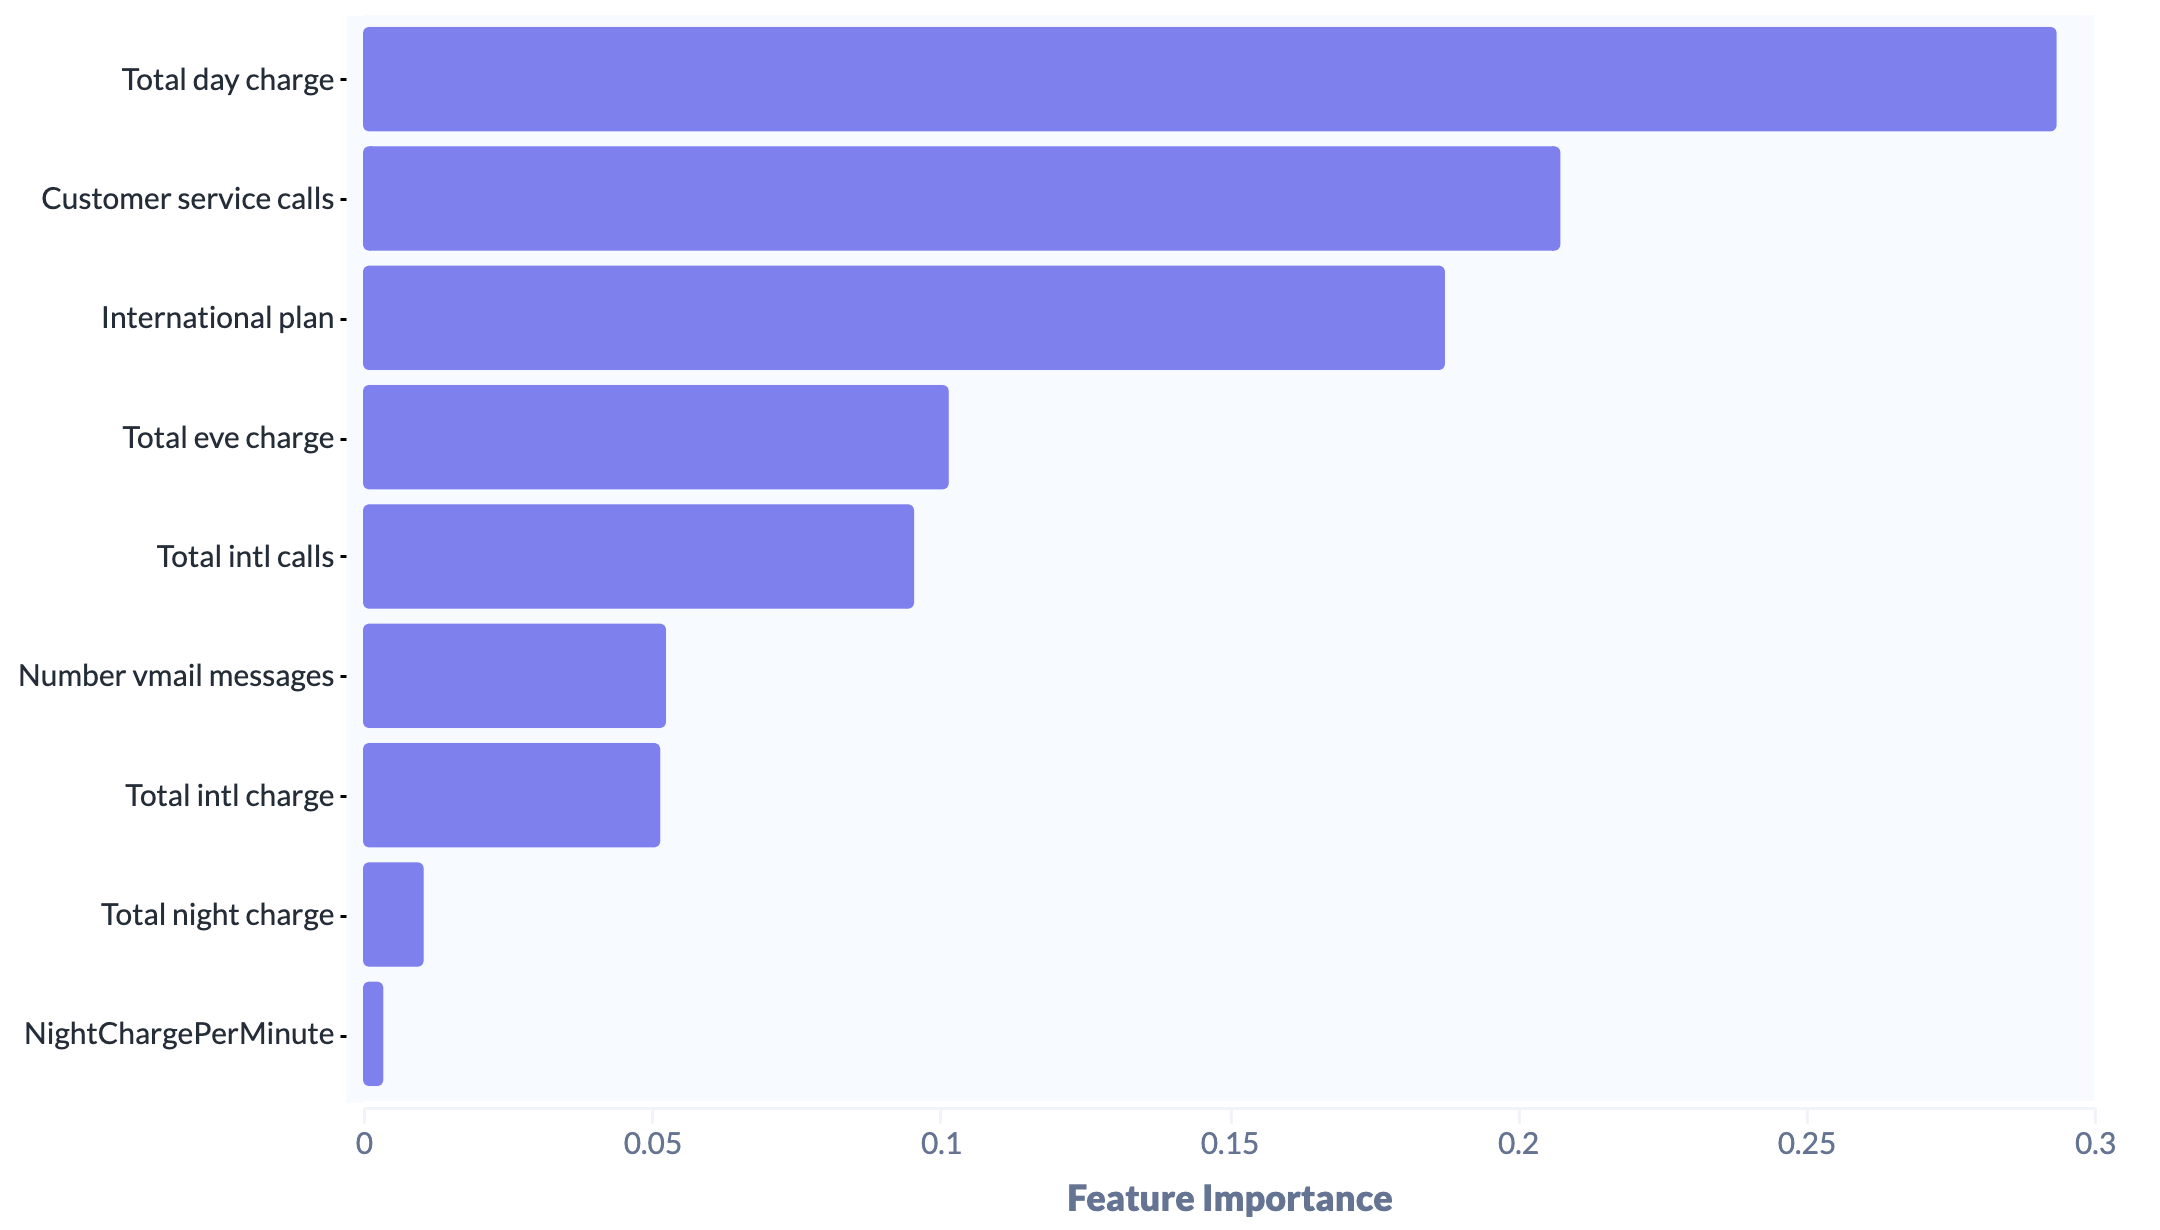 Total day charge
Customer service calls
International plan
Total eve charge
Total intl calls
Number vmail messages
Total intl charge
Total night charge
NightChargePerMinute
0 0.05 0.1 0.15 0.2 0.25 0.3
Feature Importance